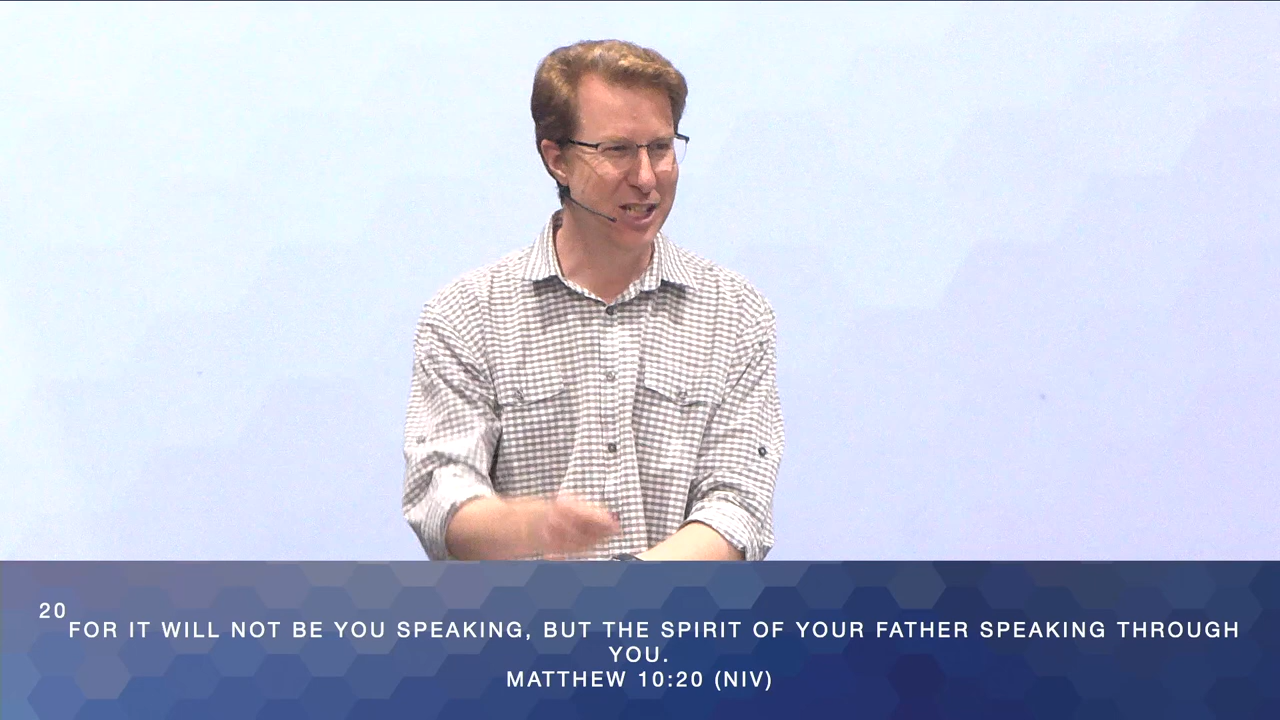 20
FOR IT WILL NOT BE YOU SPEAKING, BUT THE SPIRIT OF YOUR FATHER SPEAKING THROUGH
YOU.
MATTHEW 10:20 (NIV)